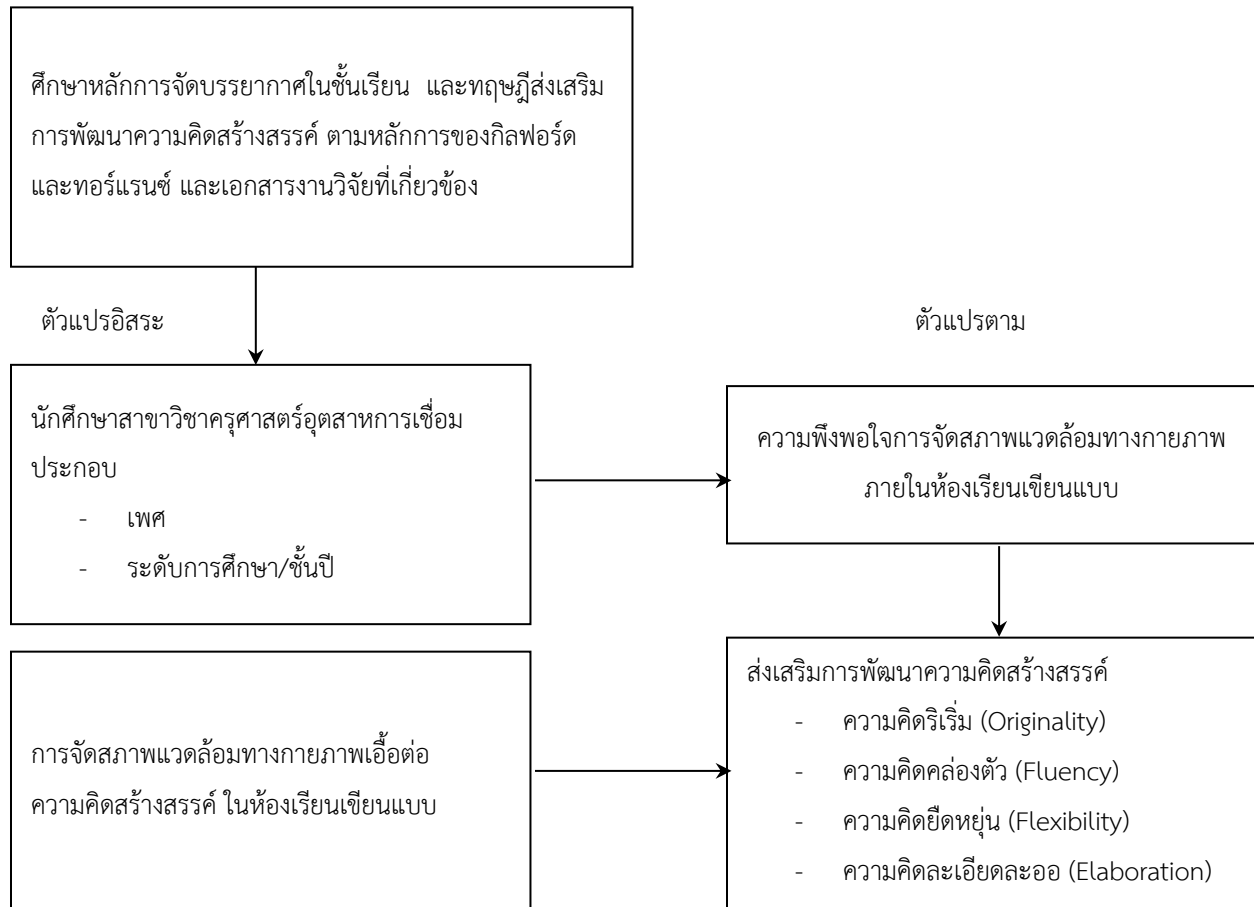 ศึกษาหลักการจัดบรรยากาศในชั้นเรียน และทฤษฎีส่งเสริม
การพัฒนาความคิดสร้างสรรค์ ตามหลักการของกิลฟอร์ด
และทอร์แรนซ์ และเอกสารงานวิจัยที่เกี่ยวข้อง
ตัวแปรอิสระ
ตัวแปรตาม
นักศึกษาสาขาวิชาครุศาสตร์อุตสาหการเชื่อม
ประกอบ
- เพศ
- ระดับการศึกษา/ชั้นปี
ความพึงพอใจการจัดสภาพแวดล้อมทางกายภาพ
ภายในห้องเรียนเขียนแบบ
การจัดสภาพแวดล้อมทางกายภาพเอื้อต่อ
ความคิดสร้างสรรค์ ในห้องเรียนเขียนแบบ
ส่งเสริมการพัฒนาความคิดสร้างสรรค์
- ความคิดริเริ่ม (Originality)
- ความคิดคล่องตัว (Fluency)
- ความคิดยืดหยุ่น (Flexibility)
- ความคิดละเอียดละออ (Elaboration)